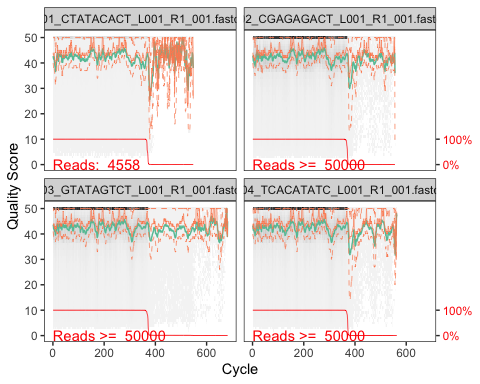 01_CTATACACT_L001_R1_001.fastq
2_CGAGAGACT_L001_R1_001.fastq
50
40
30
20
10
0
Reads: 4558
Reads >= 50000
100%
0%
03_GTATAGTCT_L001_R1_001.fastq
04_TCACATATC_L001_R1_001.fastq
50
40
30
20
10
0
Reads >= 50000
Reads >= 50000
100%
0%
0
200
400
600
0
200
400
600
Quality Score
Cycle